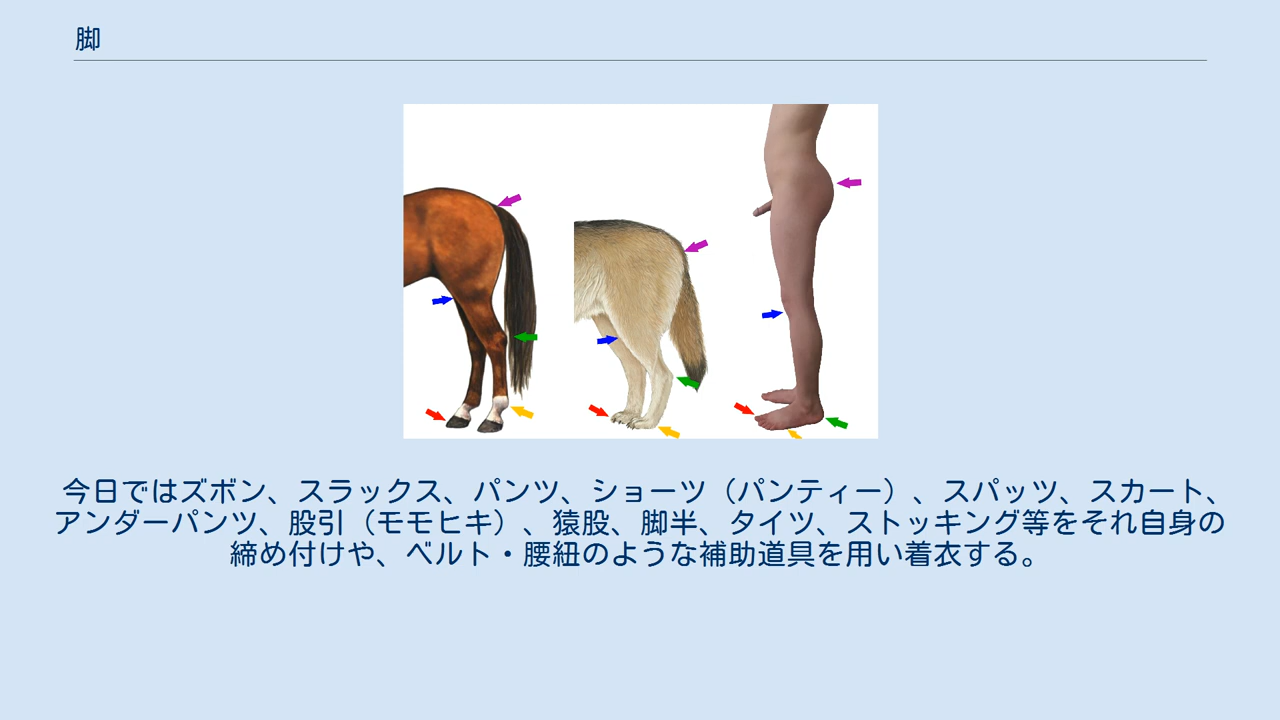 脚
今日ではズボン、スラックス、パンツ、ショーツ（パンティー）、スパッツ、スカート、
アンダーパンツ、股引（モモヒキ）、猿股、脚半、タイツ、ストッキング等をそれ自身の
締め付けや、ベルト・腰紐のような補助道具を用い着衣する。